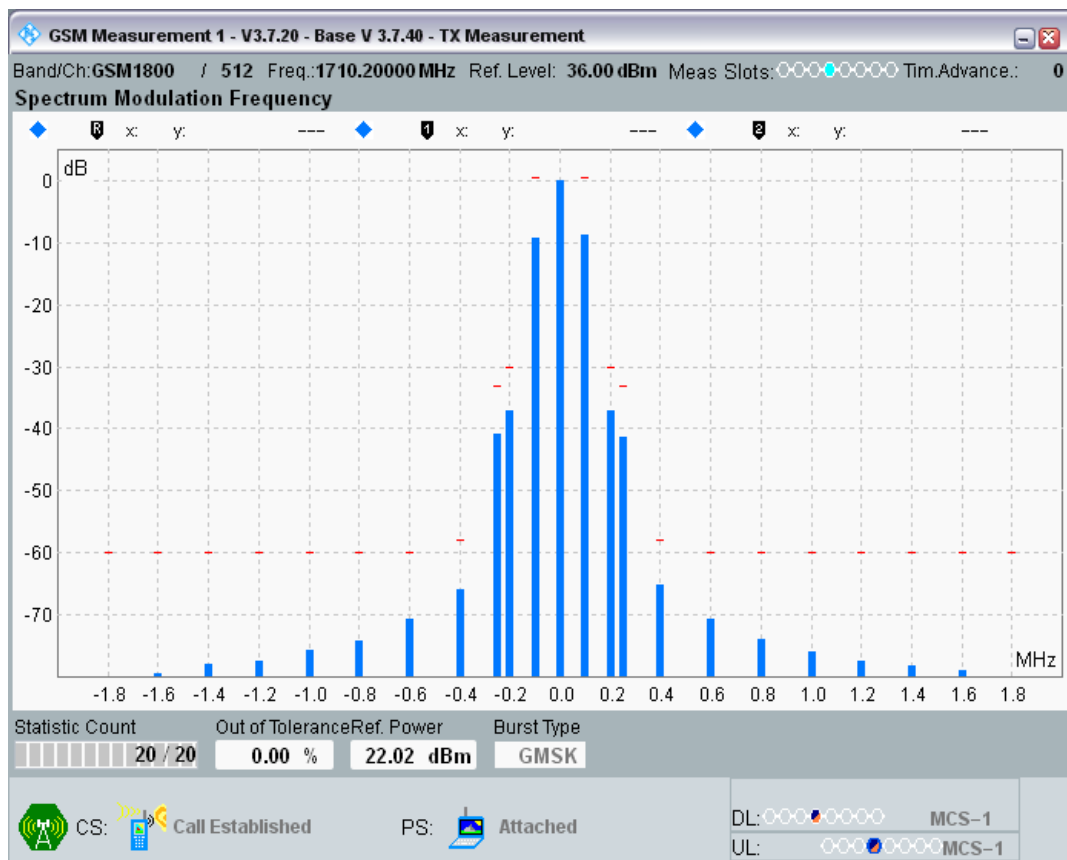 GSM Measurement 1 - V3.7.20 - Base V 3.7.40 - TX Measurement
Band/Ch:GSM1800 / 512 Freq.:1710.20000 MHz Ref. Level: 36.00 dBm Meas Slots: Tim.Advance.: 0
Spectrum Modulation Frequency
R x: y: --- 1 x: y: --- 2 x: y: ---
dB
0
-10
-20
-30
-40
-50
-60
-70
MHz
-1.8 -1.6 -1.4 -1.2 -1.0 -0.8 -0.6 -0.4 -0.2 0.0 0.2 0.4 0.6 0.8 1.0 1.2 1.4 1.6 1.8
Statistic Count Out of Tolerance Ref. Power Burst Type
20 / 20 0.00 % 22.02 dBm GMSK
CS: Call Established PS: Attached
DL: MCS-1
UL: MCS-1